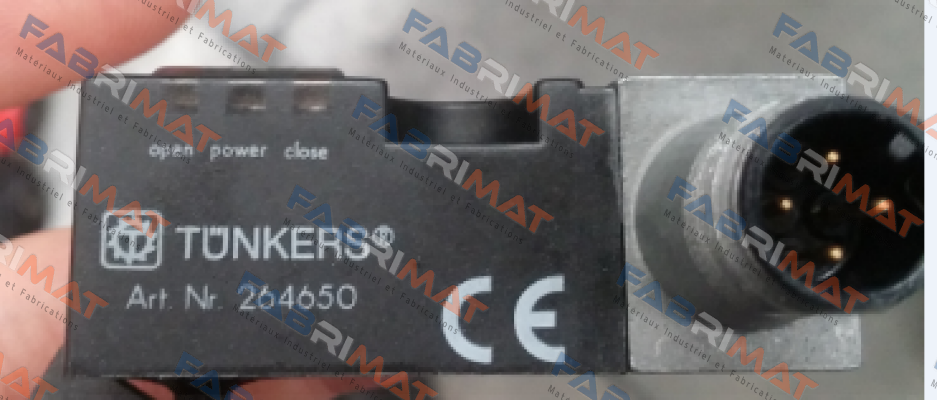 open power close
TÜNKERS®
Art. Nr. 264650
CE
FABRIMAT
Materiaux Industriel et Fabrications